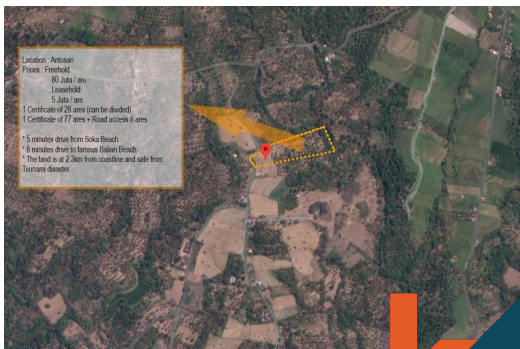 Location : Antosan
Prices : Freehold
80 Juta / are
Leasehold
5 Juta / are
1 Certificate of 28 ares (can be divided)
1 Certificate of 77 ares + Road access 8 ares
* 5 minutes drive from Soka Beach
* 8 minutes drive to famous Balian Beach
* The land is at 2.3km from coastline and safe from
Tsunami disaster.